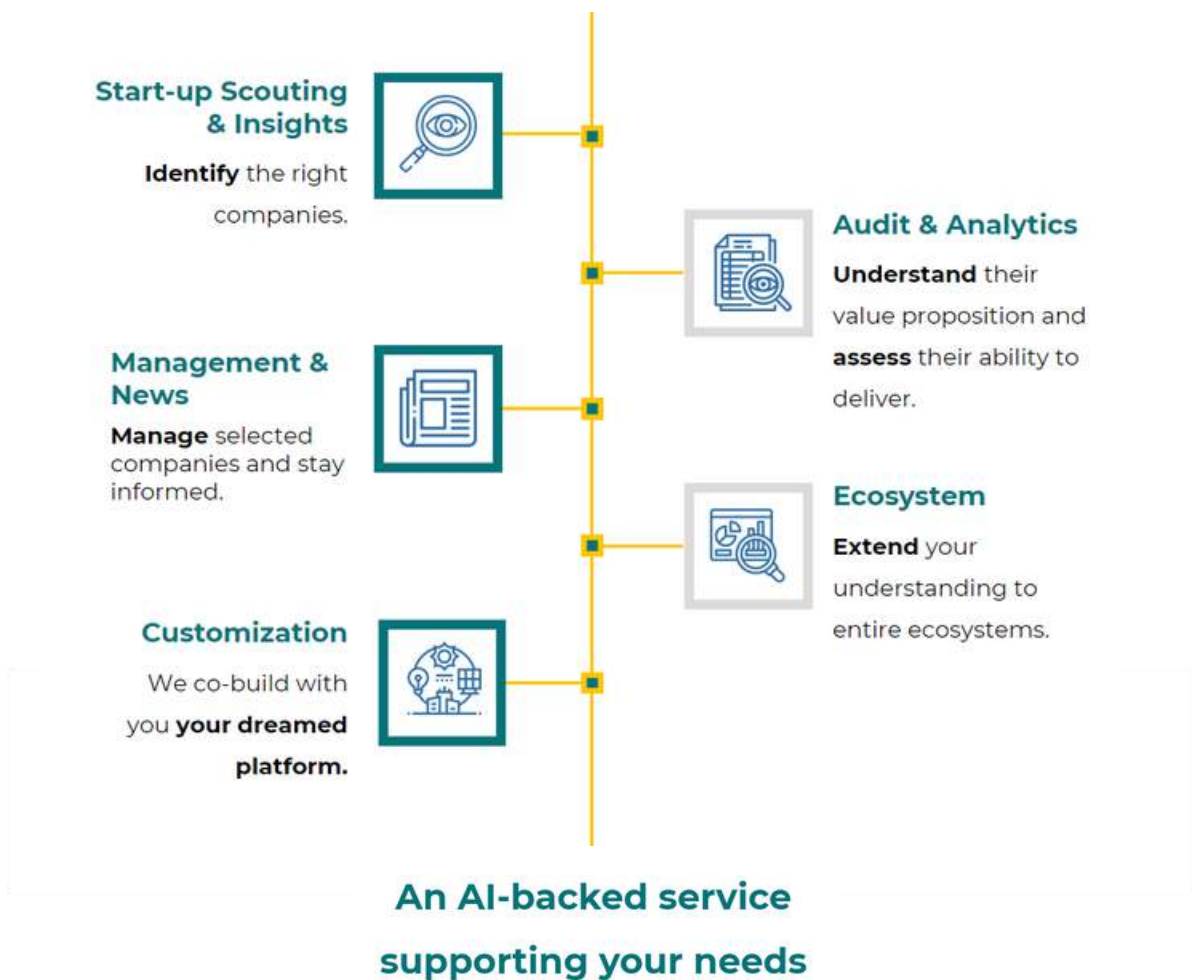 Start-up Scouting
& Insights
Identify the right
companies.
Audit & Analytics
Understand their
value proposition and
assess their ability to
deliver.
Management &
News
Manage selected
companies and stay
informed.
Ecosystem
Extend your
understanding to
entire ecosystems.
Customization
We co-build with
you your dreamed
platform.
An AI-backed service
supporting your needs